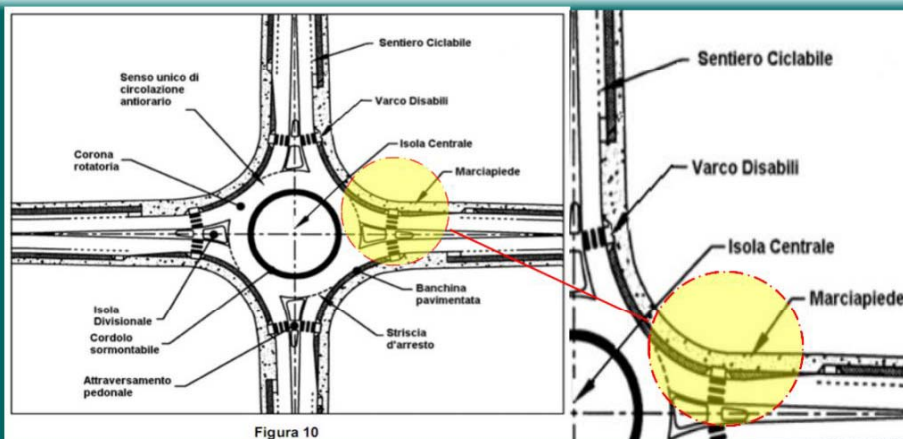 Sentiero Ciclabile
Senso unico di
circolazione
antiorario
Varco Disabili
Corona
rotatoria
Isola Centrale
Marciapiede
Isola
Divisionale
Cordolo
sormontabile
Banchina
pavimentata
Striscia
d'arresto
Attraversamento
pedonale
Figura 10
Sentiero Ciclabile
Varco Disabili
Isola Centrale
Marciapiede